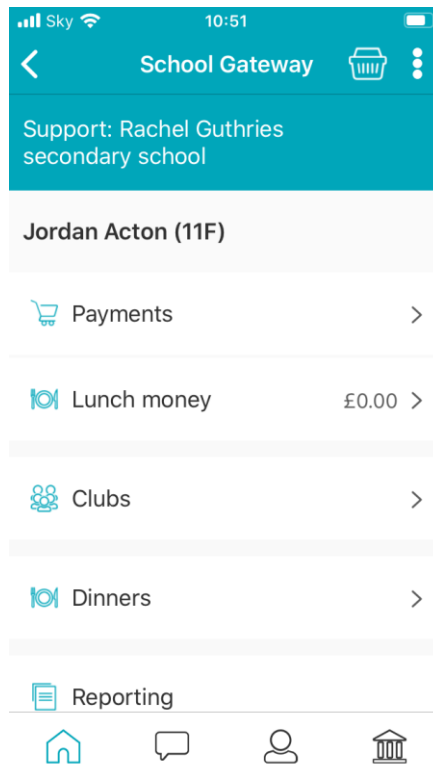 Sky 10:51
School Gateway
Support: Rachel Guthries
secondary school
Jordan Acton (11F)
Payments
Lunch money £0.00
Clubs
Dinners
Reporting